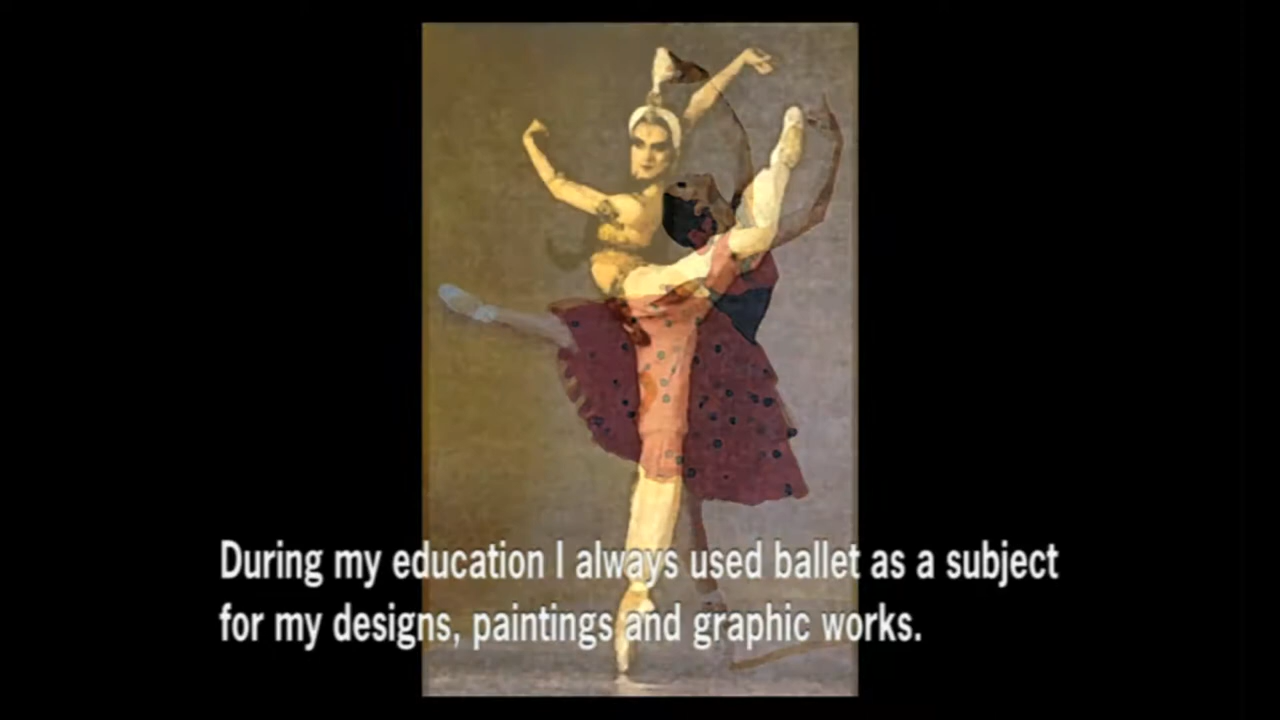 During my education I always used ballet as a subject
for my designs, paintings and graphic works.